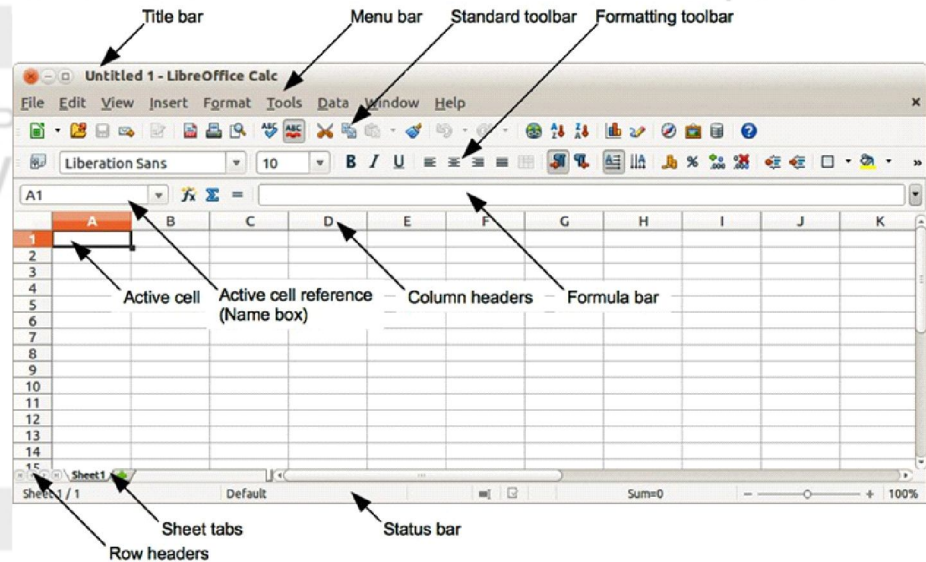 Title bar
Menu bar
Standard toolbar
Formatting toolbar
Untitled 1 - LibreOffice Calc
File Edit View Insert Format Tools Data Window Help
Liberation Sans 10 B I U
A1
A B C D E F G H I J K
1
2
3
4
Active cell
Active cell reference
(Name box)
Column headers
Formula bar
5
6
7
8
9
10
11
12
13
14
15
Sheet1
Sheet 1 / 1 Default Sum=0 100%
Sheet tabs
Status bar
Row headers